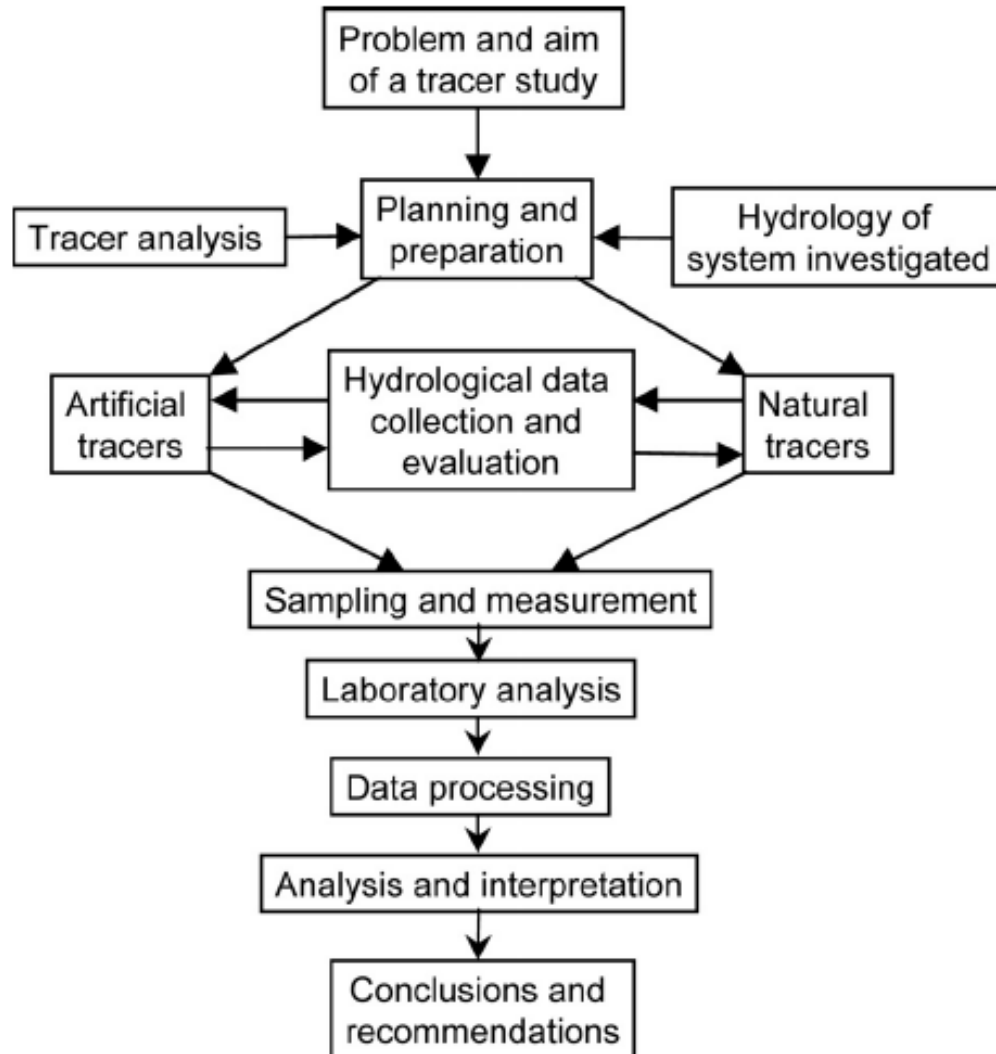 Problem and aim
of a tracer study
Tracer analysis
Planning and
preparation
Hydrology of
system investigated
Artificial
tracers
Hydrological data
collection and
evaluation
Natural
tracers
Sampling and measurement
Laboratory analysis
Data processing
Analysis and interpretation
Conclusions and
recommendations